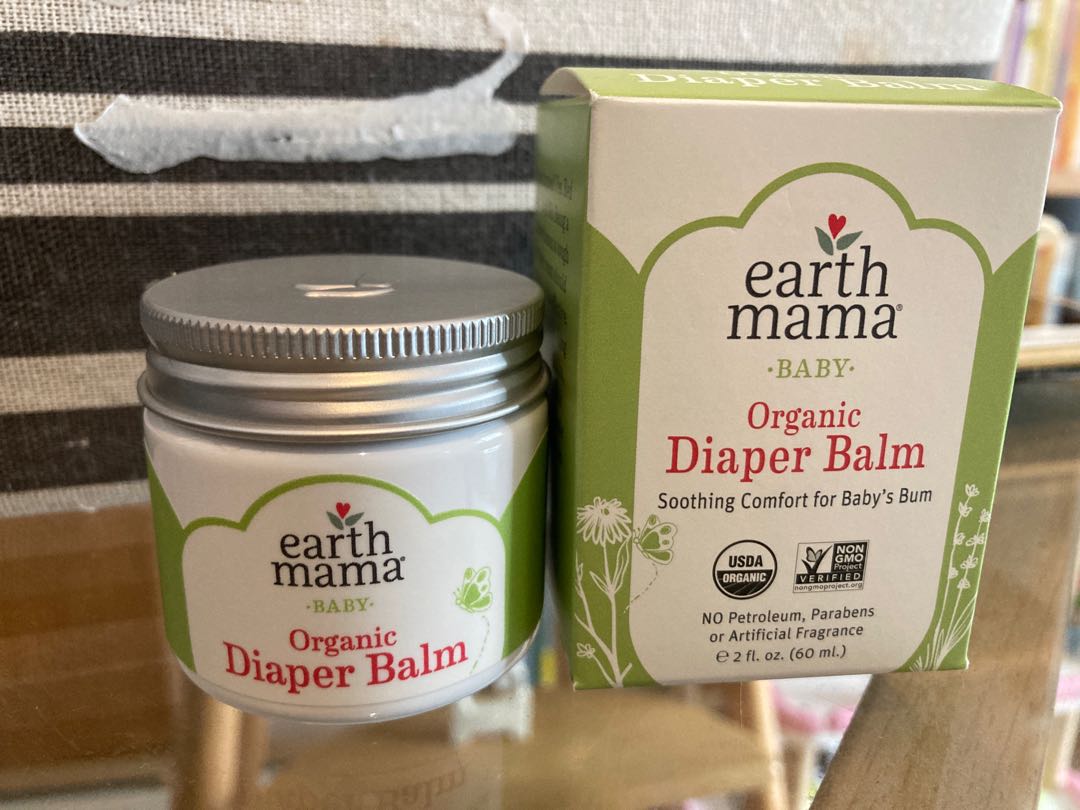 earth
mama®
·BABY·
Organic
Diaper Balm
Diaper Balm
earth
mama®
·BABY·
Organic
Diaper Balm
Soothing Comfort for Baby's Bum
USDA
ORGANIC
NON
GMO
Project
VERIFIED
nongmoproject.org
NO Petroleum, Parabens
or Artificial Fragrance
℮ 2 fl. oz. (60 ml.)